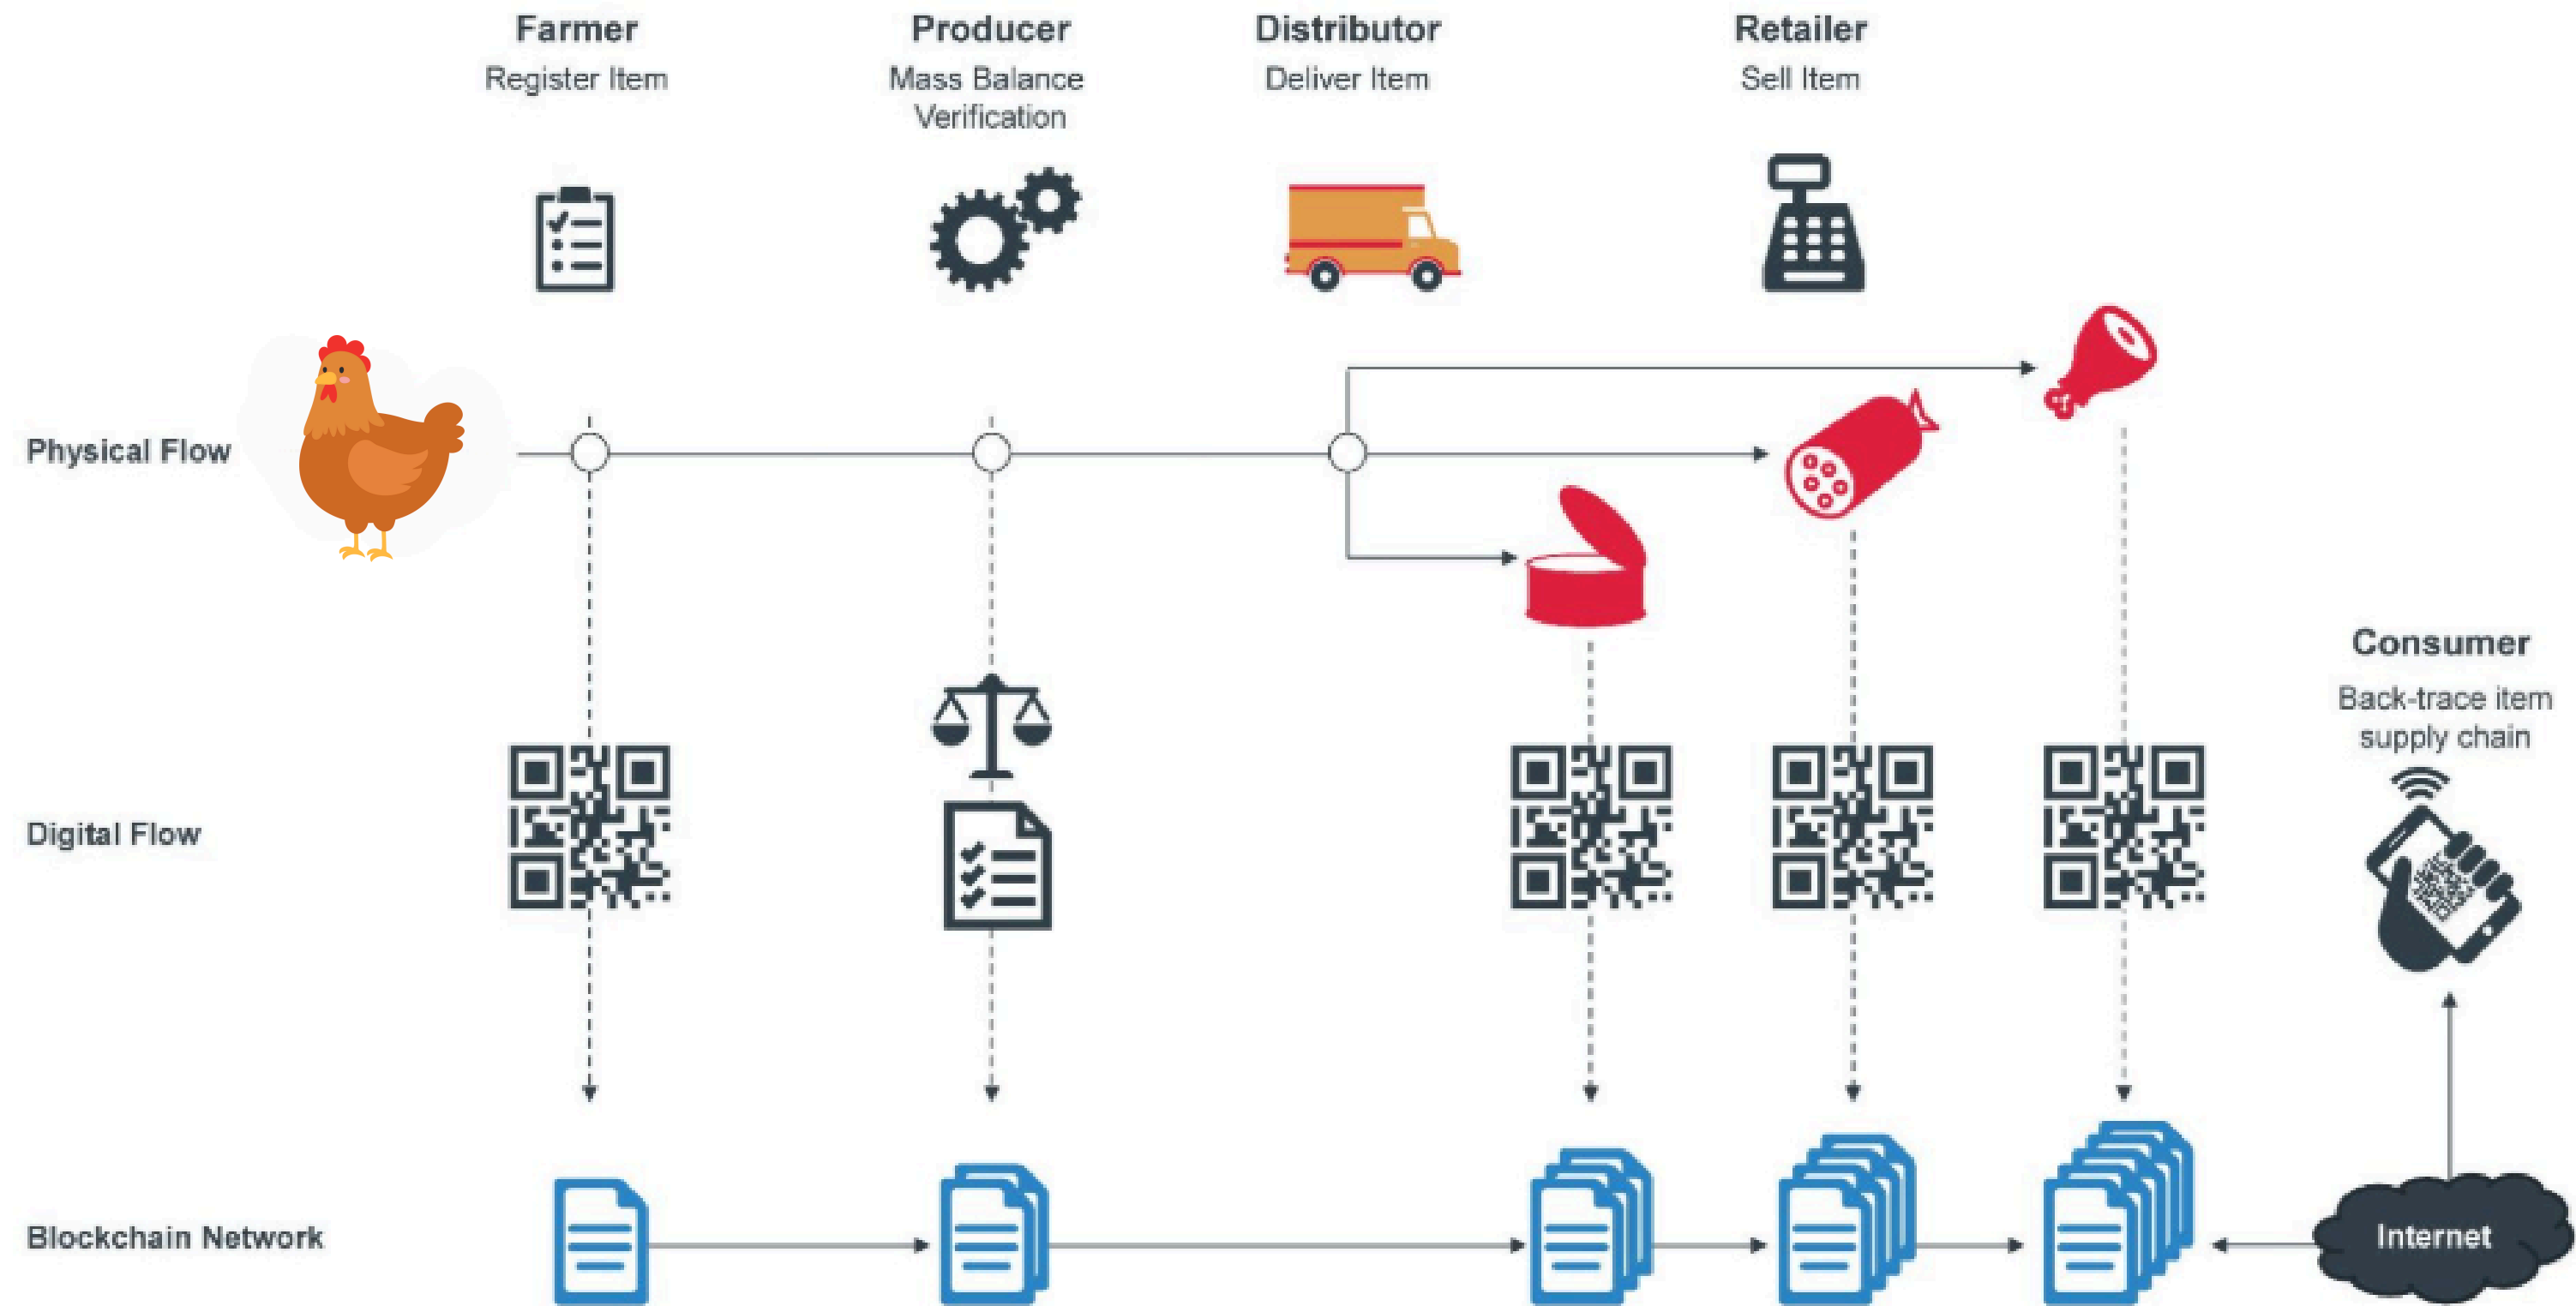 Farmer
Register Item
Producer
Mass Balance
Verification
Distributor
Deliver Item
Retailer
Sell Item
Physical Flow
Consumer
Back-trace item
supply chain
Digital Flow
Blockchain Network
Internet